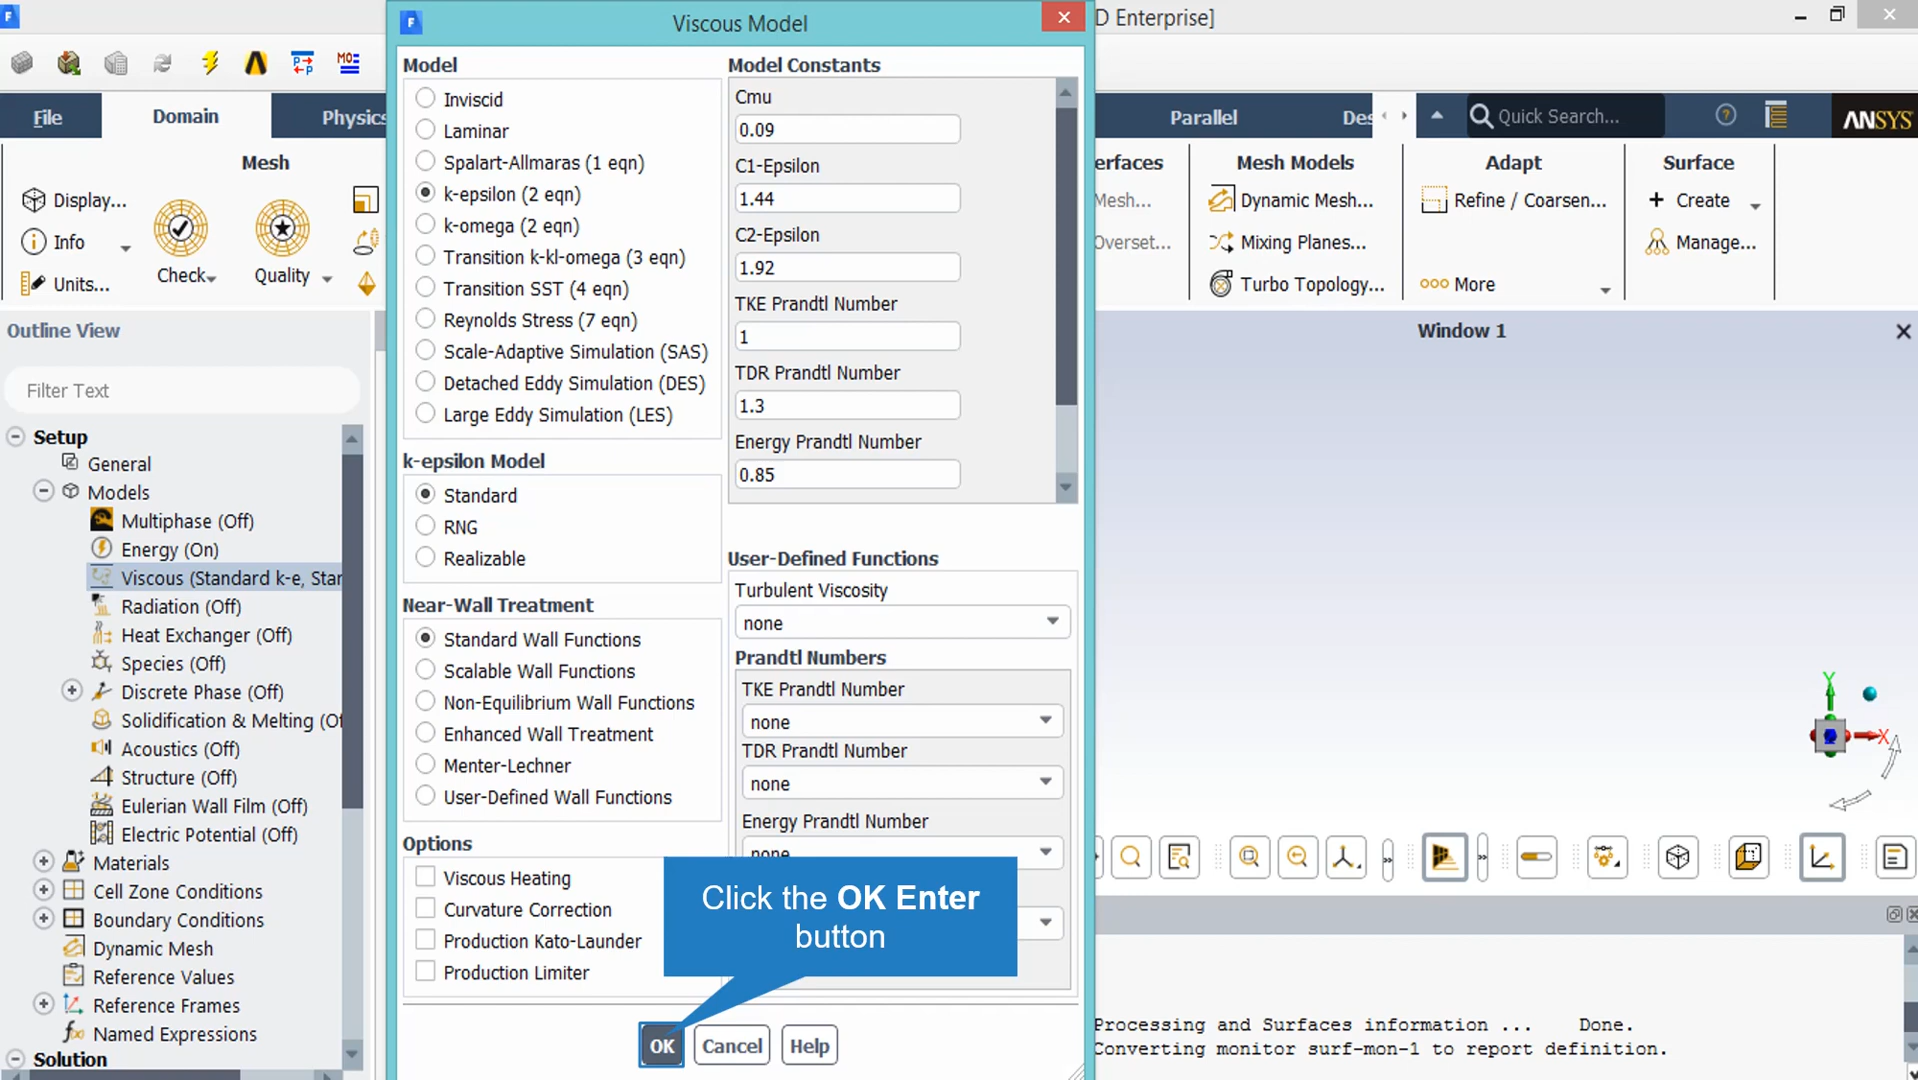 Viscous Model
D Enterprise]
MO
File
Domain
Physics
Parallel
Des
Quick Search...
ANSYS
Mesh
Display...
Info
Units...
Check
Quality
erfaces
Mesh...
Overset...
Mesh Models
Dynamic Mesh...
Mixing Planes...
Turbo Topology...
Adapt
Refine / Coarsen...
More
Surface
Create
Manage...
Outline View
Filter Text
Setup
General
Models
Multiphase (Off)
Energy (On)
Viscous (Standard k-e, Star
Radiation (Off)
Heat Exchanger (Off)
Species (Off)
Discrete Phase (Off)
Solidification & Melting (Of
Acoustics (Off)
Structure (Off)
Eulerian Wall Film (Off)
Electric Potential (Off)
Materials
Cell Zone Conditions
Boundary Conditions
Dynamic Mesh
Reference Values
Reference Frames
Named Expressions
Solution
Model
Inviscid
Laminar
Spalart-Allmaras (1 eqn)
k-epsilon (2 eqn)
k-omega (2 eqn)
Transition k-kl-omega (3 eqn)
Transition SST (4 eqn)
Reynolds Stress (7 eqn)
Scale-Adaptive Simulation (SAS)
Detached Eddy Simulation (DES)
Large Eddy Simulation (LES)
k-epsilon Model
Standard
RNG
Realizable
Near-Wall Treatment
Standard Wall Functions
Scalable Wall Functions
Non-Equilibrium Wall Functions
Enhanced Wall Treatment
Menter-Lechner
User-Defined Wall Functions
Options
Viscous Heating
Curvature Correction
Production Kato-Launder
Production Limiter
Model Constants
Cmu
0.09
C1-Epsilon
1.44
C2-Epsilon
1.92
TKE Prandtl Number
1
TDR Prandtl Number
1.3
Energy Prandtl Number
0.85
User-Defined Functions
Turbulent Viscosity
none
Prandtl Numbers
TKE Prandtl Number
none
TDR Prandtl Number
none
Energy Prandtl Number
none
Click the OK Enter
button
OK
Cancel
Help
Window 1
Y
X
Processing and Surfaces information ... Done.
Converting monitor surf-mon-1 to report definition.